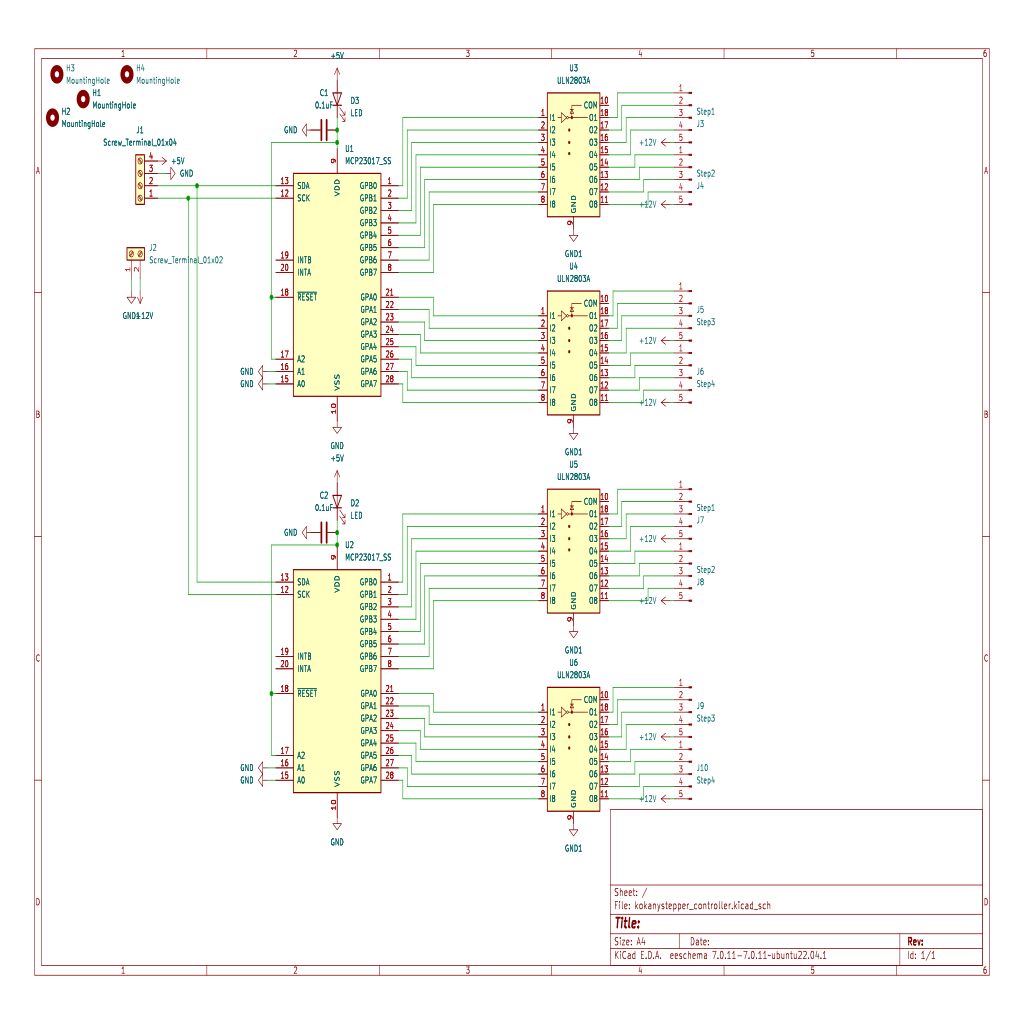 1 2 3 4 5 6
H3
MountingHole
H4
MountingHole
H1
MountingHole
H2
MountingHole
J1
Screw_Terminal_01x04
4
+5V
3
GND
2
1
J2
Screw_Terminal_01x02
1
2
GND1
+12V
+5V
C1
0.1uF
D3
LED
GND
U1
MCP23017_SS
9
VDD
13 SDA GPB0 1
12 SCK GPB1 2
GPB2 3
GPB3 4
GPB4 5
GPB5 6
19 INTB GPB6 7
20 INTA GPB7 8
18 RESET GPA0 21
GPA1 22
GPA2 23
GPA3 24
GPA4 25
17 A2 GPA5 26
GND 16 A1 GPA6 27
GND 15 A0 GPA7 28
VSS
10
GND
U3
ULN2803A
COM 10
1 I1 O1 18
2 I2 O2 17
3 I3 O3 16
4 I4 O4 15
5 I5 O5 14
6 I6 O6 13
7 I7 O7 12
8 I8 O8 11
GND
9
GND1
1
2
3
4
+12V 5
Step1
J3
1
2
3
4
+12V 5
Step2
J4
U4
ULN2803A
COM 10
1 I1 O1 18
2 I2 O2 17
3 I3 O3 16
4 I4 O4 15
5 I5 O5 14
6 I6 O6 13
7 I7 O7 12
8 I8 O8 11
GND
9
GND1
1
2
3
4
+12V 5
J5
Step3
1
2
3
4
+12V 5
J6
Step4
+5V
C2
0.1uF
D2
LED
GND
U2
MCP23017_SS
9
VDD
13 SDA GPB0 1
12 SCK GPB1 2
GPB2 3
GPB3 4
GPB4 5
GPB5 6
19 INTB GPB6 7
20 INTA GPB7 8
18 RESET GPA0 21
GPA1 22
GPA2 23
GPA3 24
GPA4 25
17 A2 GPA5 26
GND 16 A1 GPA6 27
GND 15 A0 GPA7 28
VSS
10
GND
U5
ULN2803A
COM 10
1 I1 O1 18
2 I2 O2 17
3 I3 O3 16
4 I4 O4 15
5 I5 O5 14
6 I6 O6 13
7 I7 O7 12
8 I8 O8 11
GND
9
GND1
1
2
3
4
+12V 5
Step1
J7
1
2
3
4
+12V 5
Step2
J8
U6
ULN2803A
COM 10
1 I1 O1 18
2 I2 O2 17
3 I3 O3 16
4 I4 O4 15
5 I5 O5 14
6 I6 O6 13
7 I7 O7 12
8 I8 O8 11
GND
9
GND1
1
2
3
4
+12V 5
J9
Step3
1
2
3
4
+12V 5
J10
Step4
A A
B B
C C
D D
Sheet: /
File: kokanystepper_controller.kicad_sch
Title:
Size: A4 Date: Rev:
KiCad E.D.A. eeschema 7.0.11-7.0.11~ubuntu22.04.1 Id: 1/1
1 2 3 4 5 6